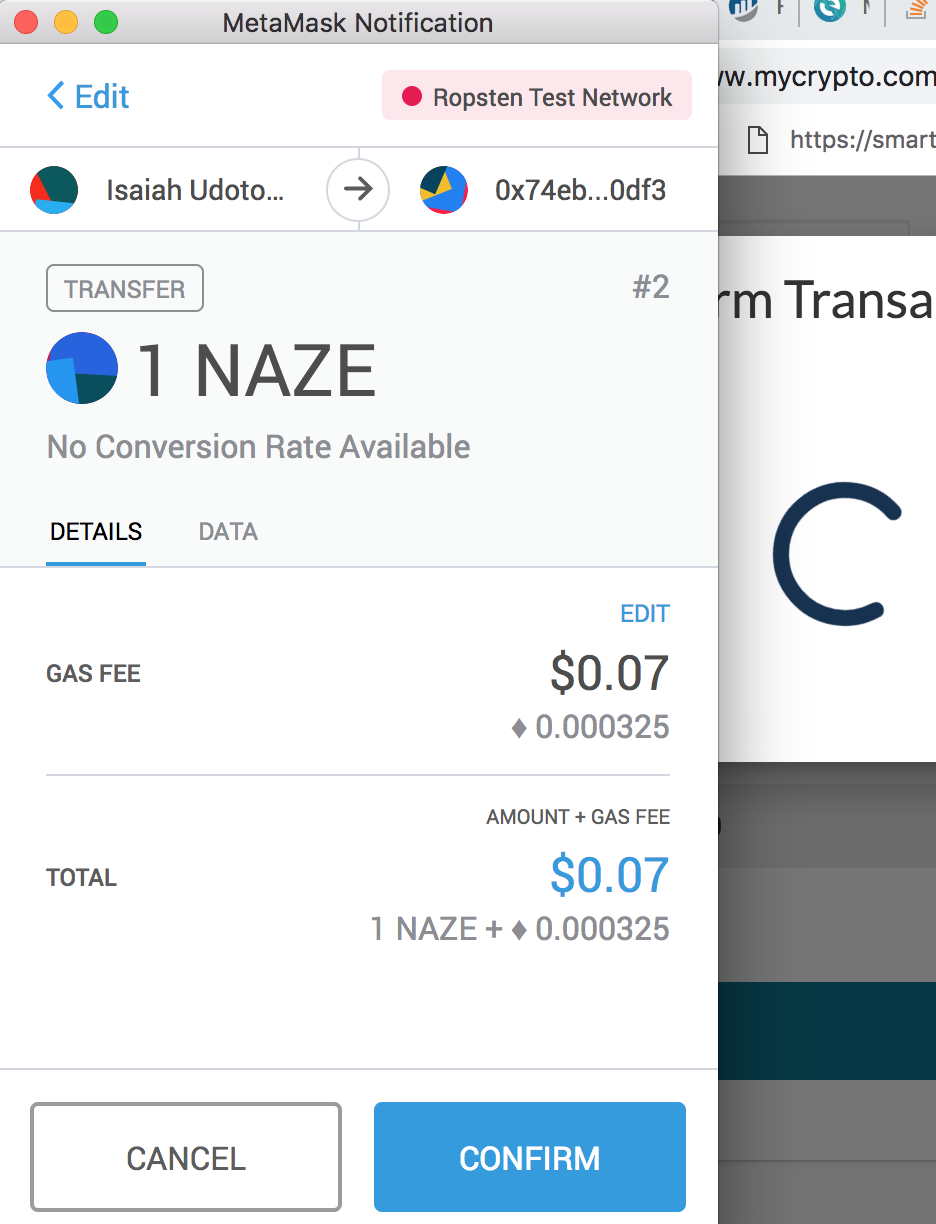 MetaMask Notification
Edit
Ropsten Test Network
ww.mycrypto.com
https://smart
Isaiah Udoto...
0x74eb...0df3
TRANSFER
#2
rm Transa
1 NAZE
No Conversion Rate Available
DETAILS
DATA
EDIT
GAS FEE
$0.07
♦ 0.000325
AMOUNT + GAS FEE
TOTAL
$0.07
1 NAZE + ♦ 0.000325
CANCEL
CONFIRM